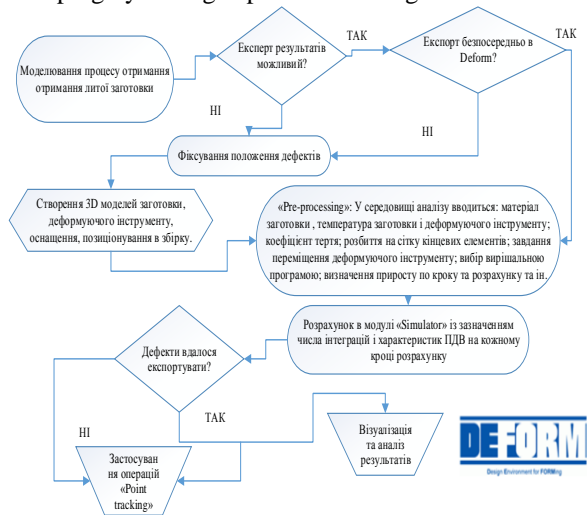 Моделювання процесу отримання
отримання литої заготовки
Експерт результатів
можливий?
ТАК
Експорт безпосередньо в
Deform?
ТАК
НІ
НІ
Фіксування положення дефектів
Створення 3D моделей заготовки,
деформуючого інструменту,
оснащення, позиціонування в збірку.
«Pre-processing»: У середовищі аналізу вводиться: матеріал
заготовки , температура заготовки і деформуючого інструменту;
коефіцієнт тертя; розбиття на сітку кінцевих елементів; завдання
переміщення деформуючого інструменту; вибір вирішальною
програмою; визначення приросту по кроку та розрахунку та ін.
Розрахунок в модулі «Simulator» із зазначенням
числа інтеграцій і характеристик ПДВ на кожному
кроці розрахунку
Дефекти вдалося
експортувати?
ТАК
НІ
Візуалізація
та аналіз
результатів
Застосуван
ня операцій
«Point
tracking»
DEFORM
Design Environment for FORMing